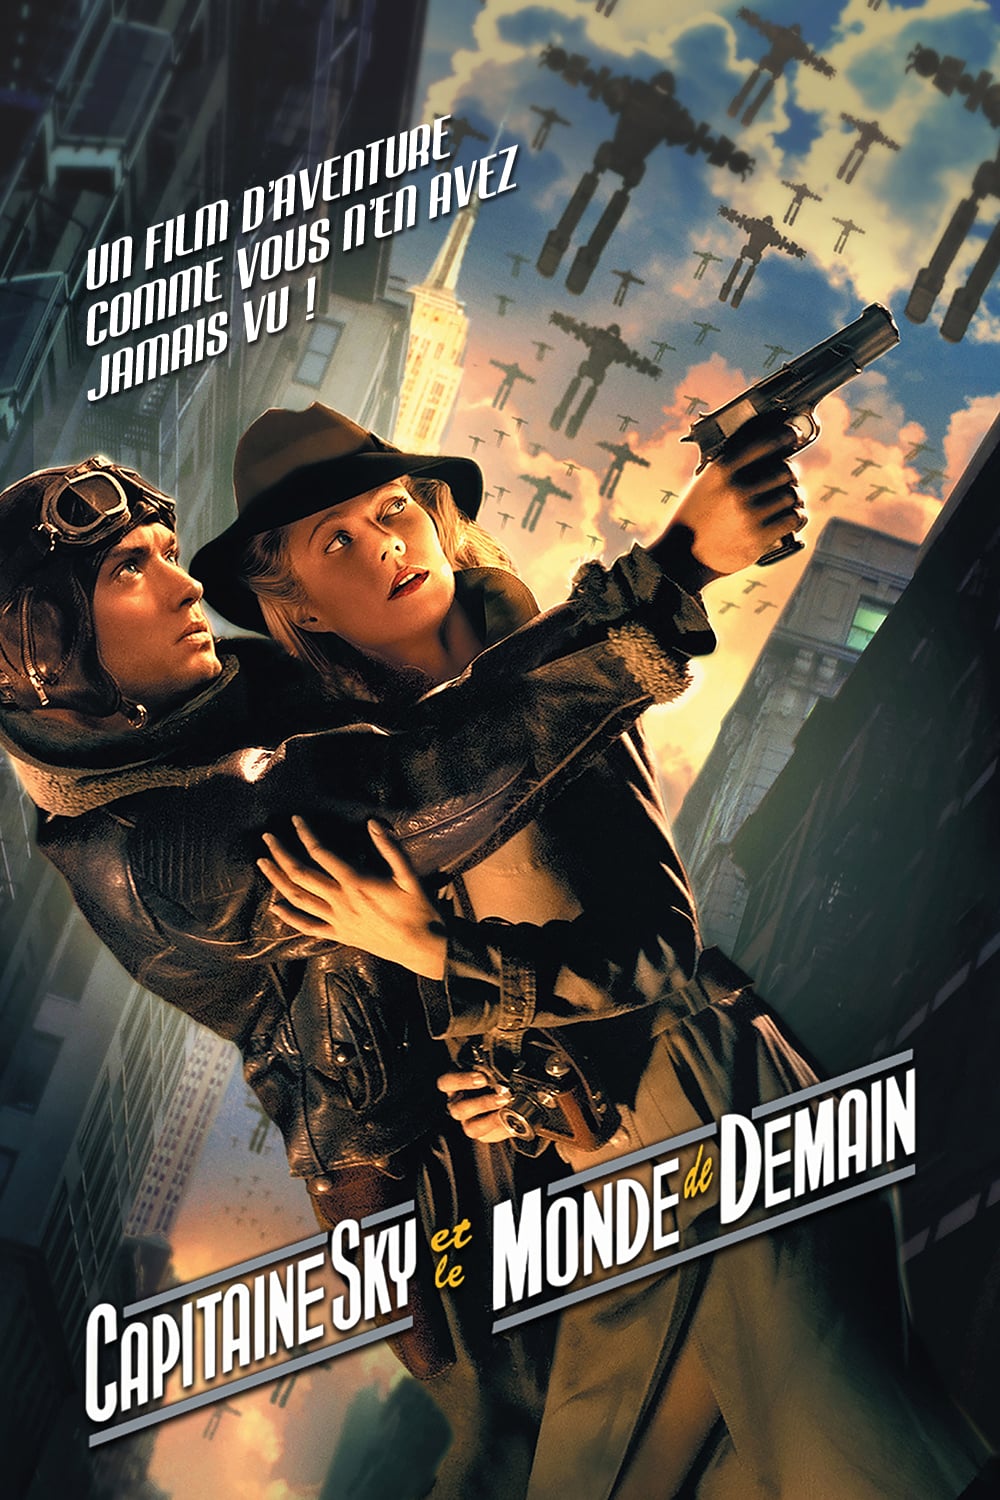 UN FILM D'AVENTURE
COMME VOUS N'EN AVEZ
JAMAIS VU !
CAPITAINE SKY et le MONDE de DEMAIN